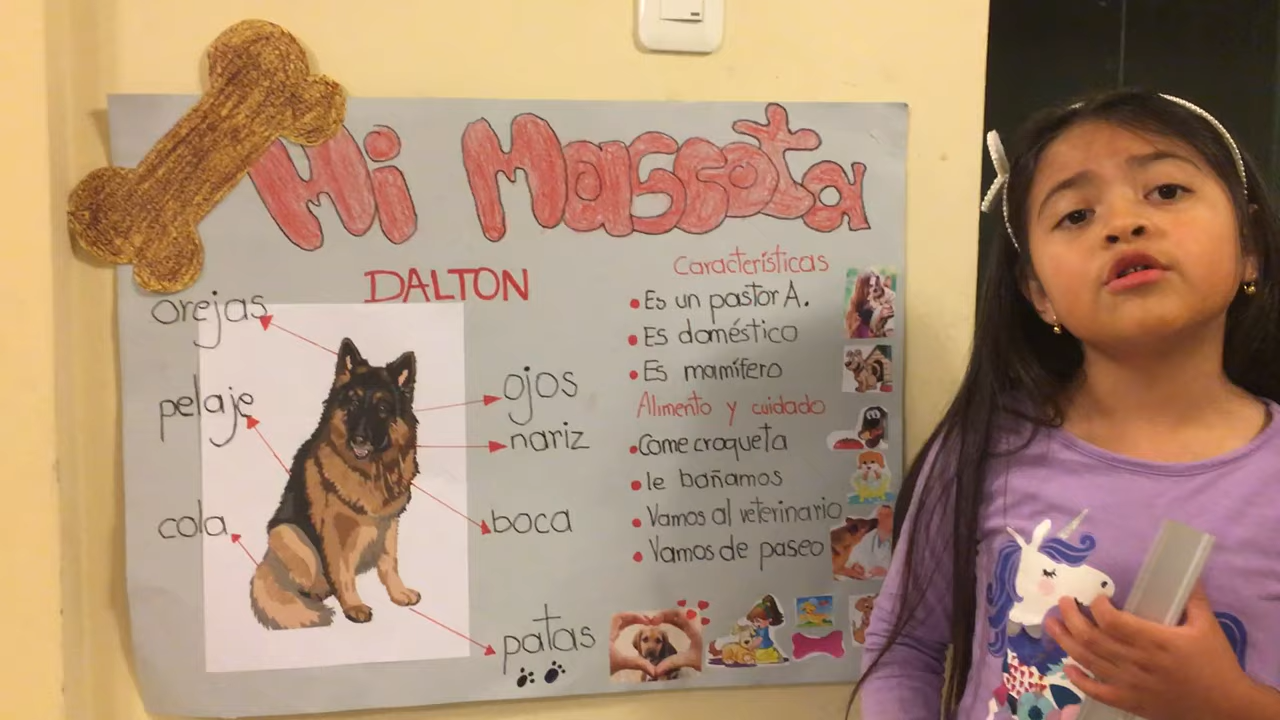 Mi Mascota
DALTON
orejas
pelaje
cola
ojos
nariz
boca
patas
Características
Es un pastor A.
Es doméstico
Es mamífero
Alimento y cuidado
Come croqueta
le bañamos
Vamos al veterinario
Vamos de paseo